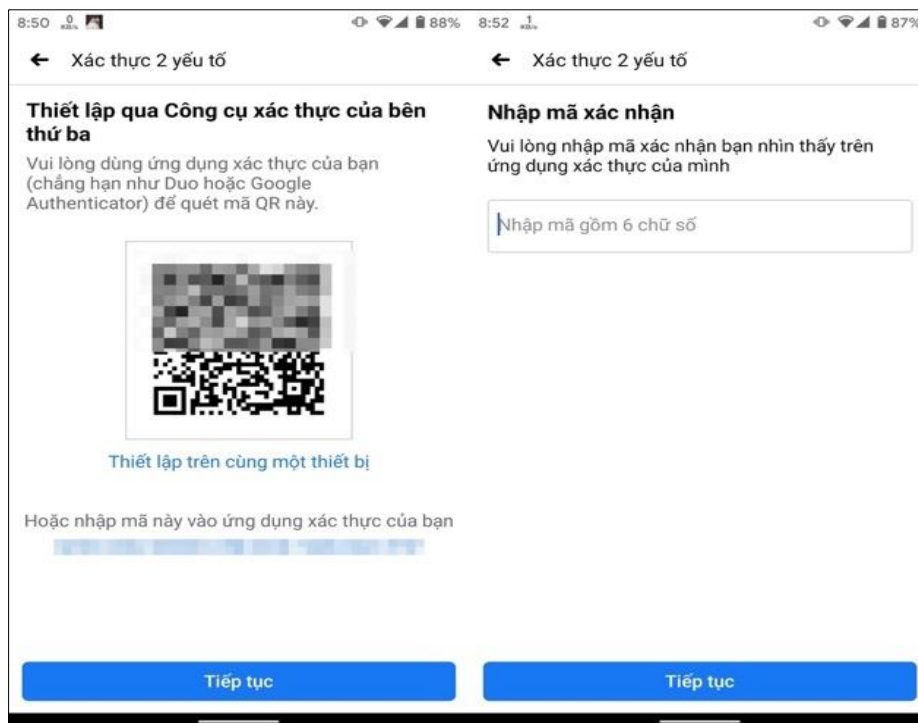 8:50 0 KB/s 88%
Xác thực 2 yếu tố
Thiết lập qua Công cụ xác thực của bên
thứ ba
Vui lòng dùng ứng dụng xác thực của bạn
(chẳng hạn như Duo hoặc Google
Authenticator) để quét mã QR này.
Thiết lập trên cùng một thiết bị
Hoặc nhập mã này vào ứng dụng xác thực của bạn
Tiếp tục
8:52 1 KB/s 87%
Xác thực 2 yếu tố
Nhập mã xác nhận
Vui lòng nhập mã xác nhận bạn nhìn thấy trên
ứng dụng xác thực của mình
Nhập mã gồm 6 chữ số
Tiếp tục